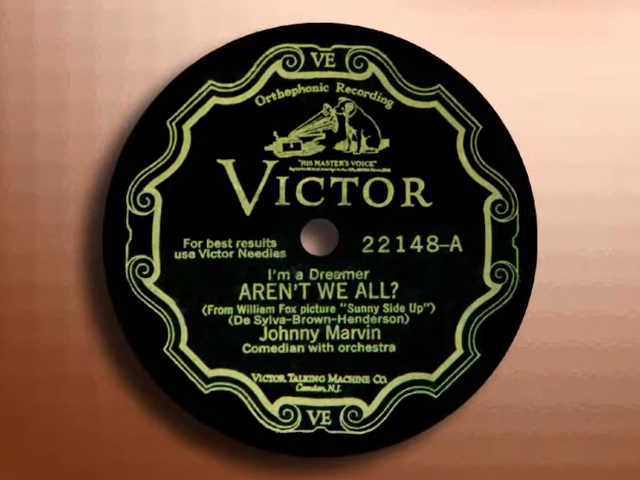 VE
Orthophonic Recording
"HIS MASTER'S VOICE"
VICTOR
For best results
use Victor Needles
22148-A
I'm a Dreamer
AREN'T WE ALL?
(From William Fox picture "Sunny Side Up")
(De Sylva-Brown-Henderson)
Johnny Marvin
Comedian with orchestra
VICTOR TALKING MACHINE CO.
Camden, N.J.
VE